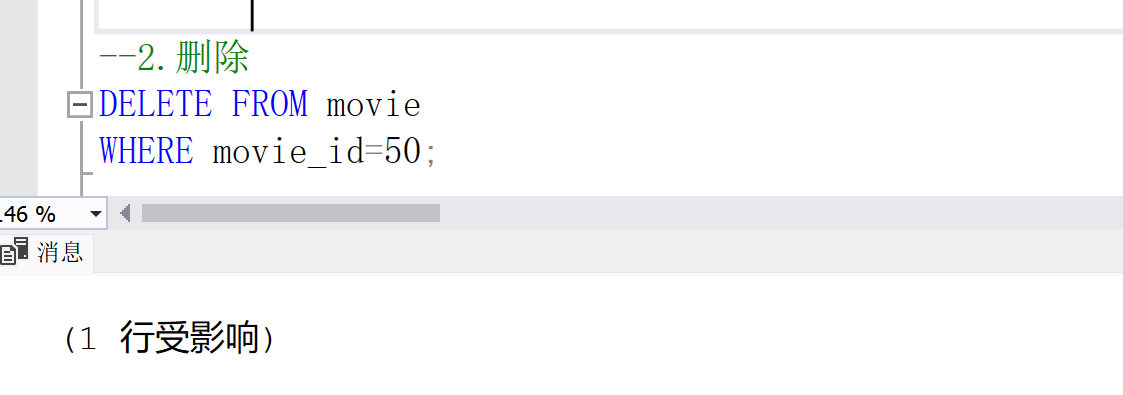 --2.删除
DELETE FROM movie
WHERE movie_id=50;
.46 %
消息
(1 行受影响)